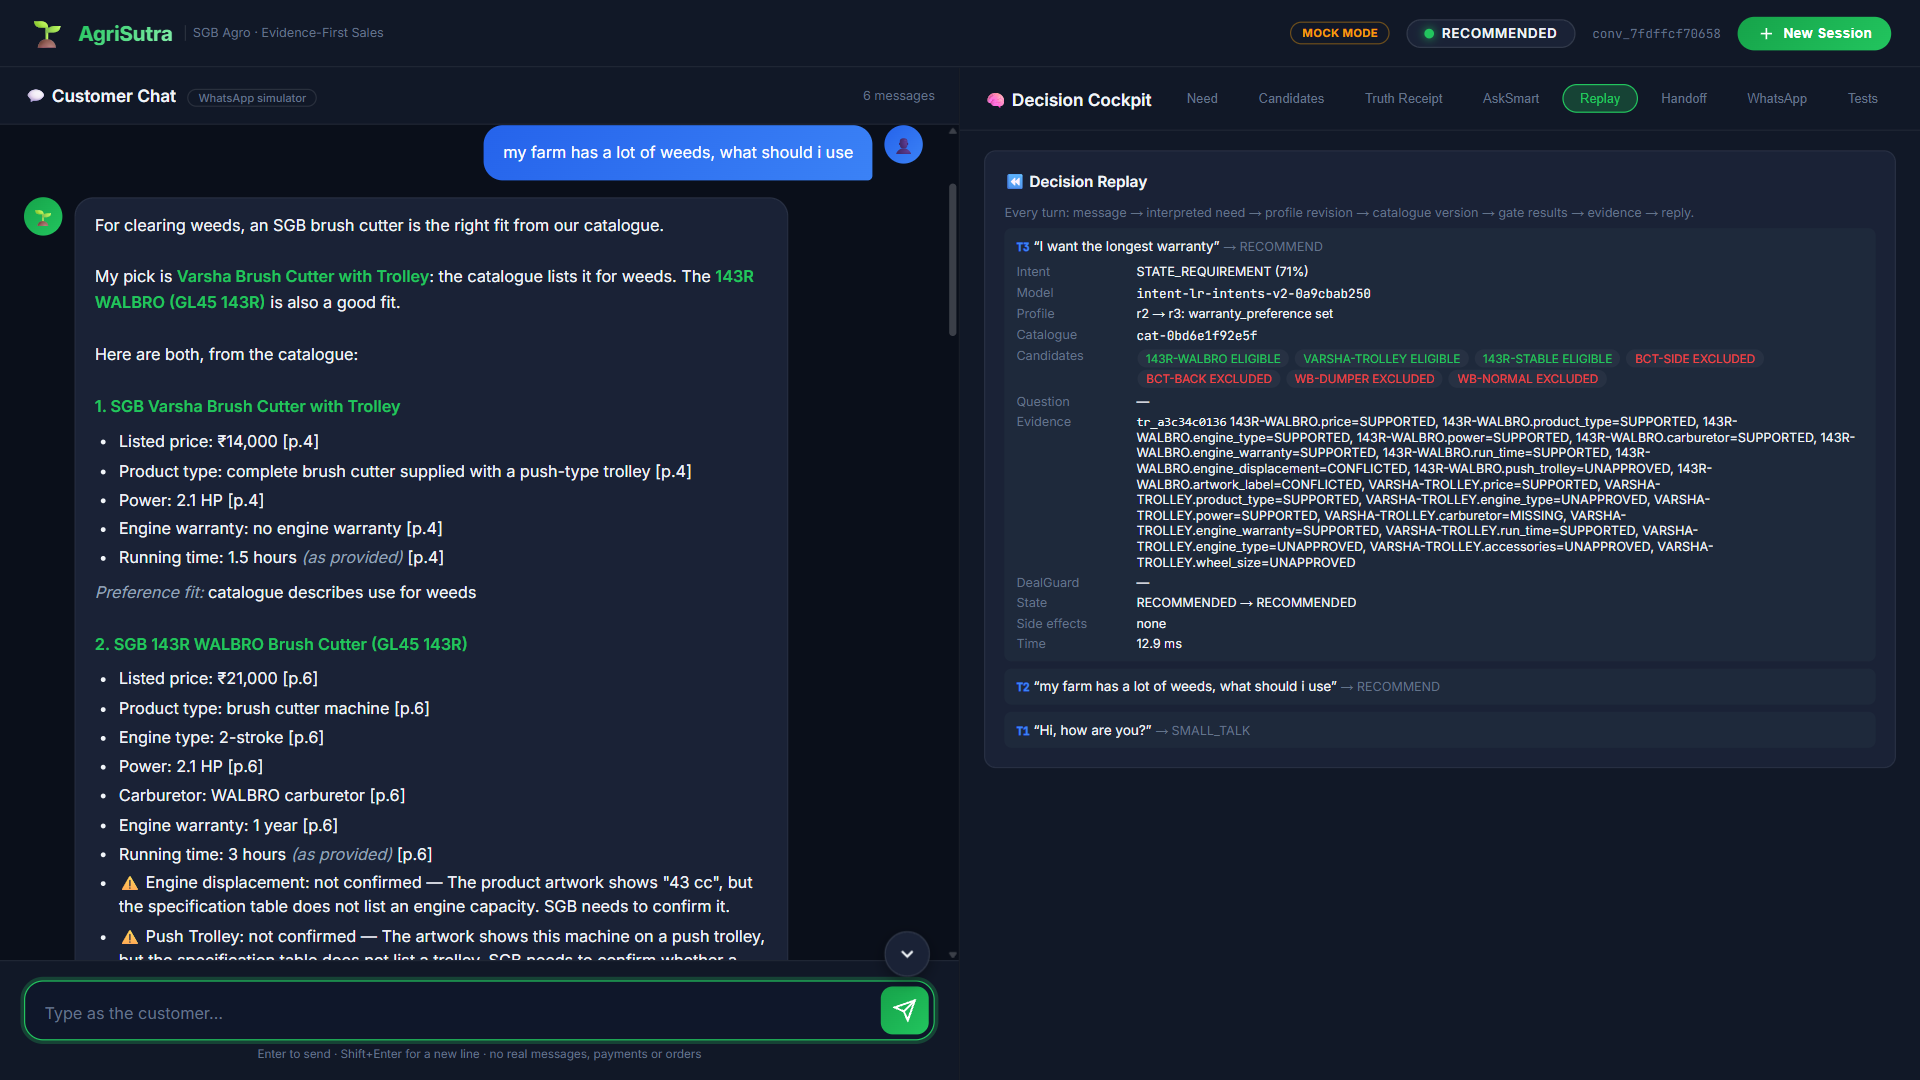 AgriSutra
SGB Agro · Evidence-First Sales
MOCK MODE
RECOMMENDED
conv_7fdffcf70658
+ New Session
Customer Chat
WhatsApp simulator
6 messages
my farm has a lot of weeds, what should i use
For clearing weeds, an SGB brush cutter is the right fit from our catalogue.
My pick is Varsha Brush Cutter with Trolley: the catalogue lists it for weeds. The 143R
WALBRO (GL45 143R) is also a good fit.
Here are both, from the catalogue:
1. SGB Varsha Brush Cutter with Trolley
• Listed price: ₹14,000 [p.4]
• Product type: complete brush cutter supplied with a push-type trolley [p.4]
• Power: 2.1 HP [p.4]
• Engine warranty: no engine warranty [p.4]
• Running time: 1.5 hours (as provided) [p.4]
Preference fit: catalogue describes use for weeds
2. SGB 143R WALBRO Brush Cutter (GL45 143R)
• Listed price: ₹21,000 [p.6]
• Product type: brush cutter machine [p.6]
• Engine type: 2-stroke [p.6]
• Power: 2.1 HP [p.6]
• Carburetor: WALBRO carburetor [p.6]
• Engine warranty: 1 year [p.6]
• Running time: 3 hours (as provided) [p.6]
• ⚠ Engine displacement: not confirmed — The product artwork shows "43 cc", but
the specification table does not list an engine capacity. SGB needs to confirm it.
• ⚠ Push Trolley: not confirmed — The artwork shows this machine on a push trolley,
but the specification table does not list a trolley. SGB needs to confirm whether a
Type as the customer...
Enter to send · Shift+Enter for a new line · no real messages, payments or orders
Decision Cockpit
Need
Candidates
Truth Receipt
AskSmart
Replay
Handoff
WhatsApp
Tests
Decision Replay
Every turn: message → interpreted need → profile revision → catalogue version → gate results → evidence → reply.
T3 “I want the longest warranty” → RECOMMEND
Intent STATE_REQUIREMENT (71%)
Model intent-lr-intents-v2-0a9cbab250
Profile r2 → r3: warranty_preference set
Catalogue cat-0bd6e1f92e5f
Candidates 143R-WALBRO ELIGIBLE VARSHA-TROLLEY ELIGIBLE 143R-STABLE ELIGIBLE BCT-SIDE EXCLUDED
BCT-BACK EXCLUDED WB-DUMPER EXCLUDED WB-NORMAL EXCLUDED
Question —
Evidence tr_a3c34c0136 143R-WALBRO.price=SUPPORTED, 143R-WALBRO.product_type=SUPPORTED, 143R-
WALBRO.engine_type=SUPPORTED, 143R-WALBRO.power=SUPPORTED, 143R-WALBRO.carburetor=SUPPORTED, 143R-
WALBRO.engine_warranty=SUPPORTED, 143R-WALBRO.run_time=SUPPORTED, 143R-
WALBRO.engine_displacement=CONFLICTED, 143R-WALBRO.push_trolley=UNAPPROVED, 143R-
WALBRO.artwork_label=CONFLICTED, VARSHA-TROLLEY.price=SUPPORTED, VARSHA-
TROLLEY.product_type=SUPPORTED, VARSHA-TROLLEY.engine_type=UNAPPROVED, VARSHA-
TROLLEY.power=SUPPORTED, VARSHA-TROLLEY.carburetor=MISSING, VARSHA-
TROLLEY.engine_warranty=SUPPORTED, VARSHA-TROLLEY.run_time=SUPPORTED, VARSHA-
TROLLEY.engine_type=UNAPPROVED, VARSHA-TROLLEY.accessories=UNAPPROVED, VARSHA-
TROLLEY.wheel_size=UNAPPROVED
DealGuard —
State RECOMMENDED → RECOMMENDED
Side effects none
Time 12.9 ms
T2 “my farm has a lot of weeds, what should i use” → RECOMMEND
T1 “Hi, how are you?” → SMALL_TALK